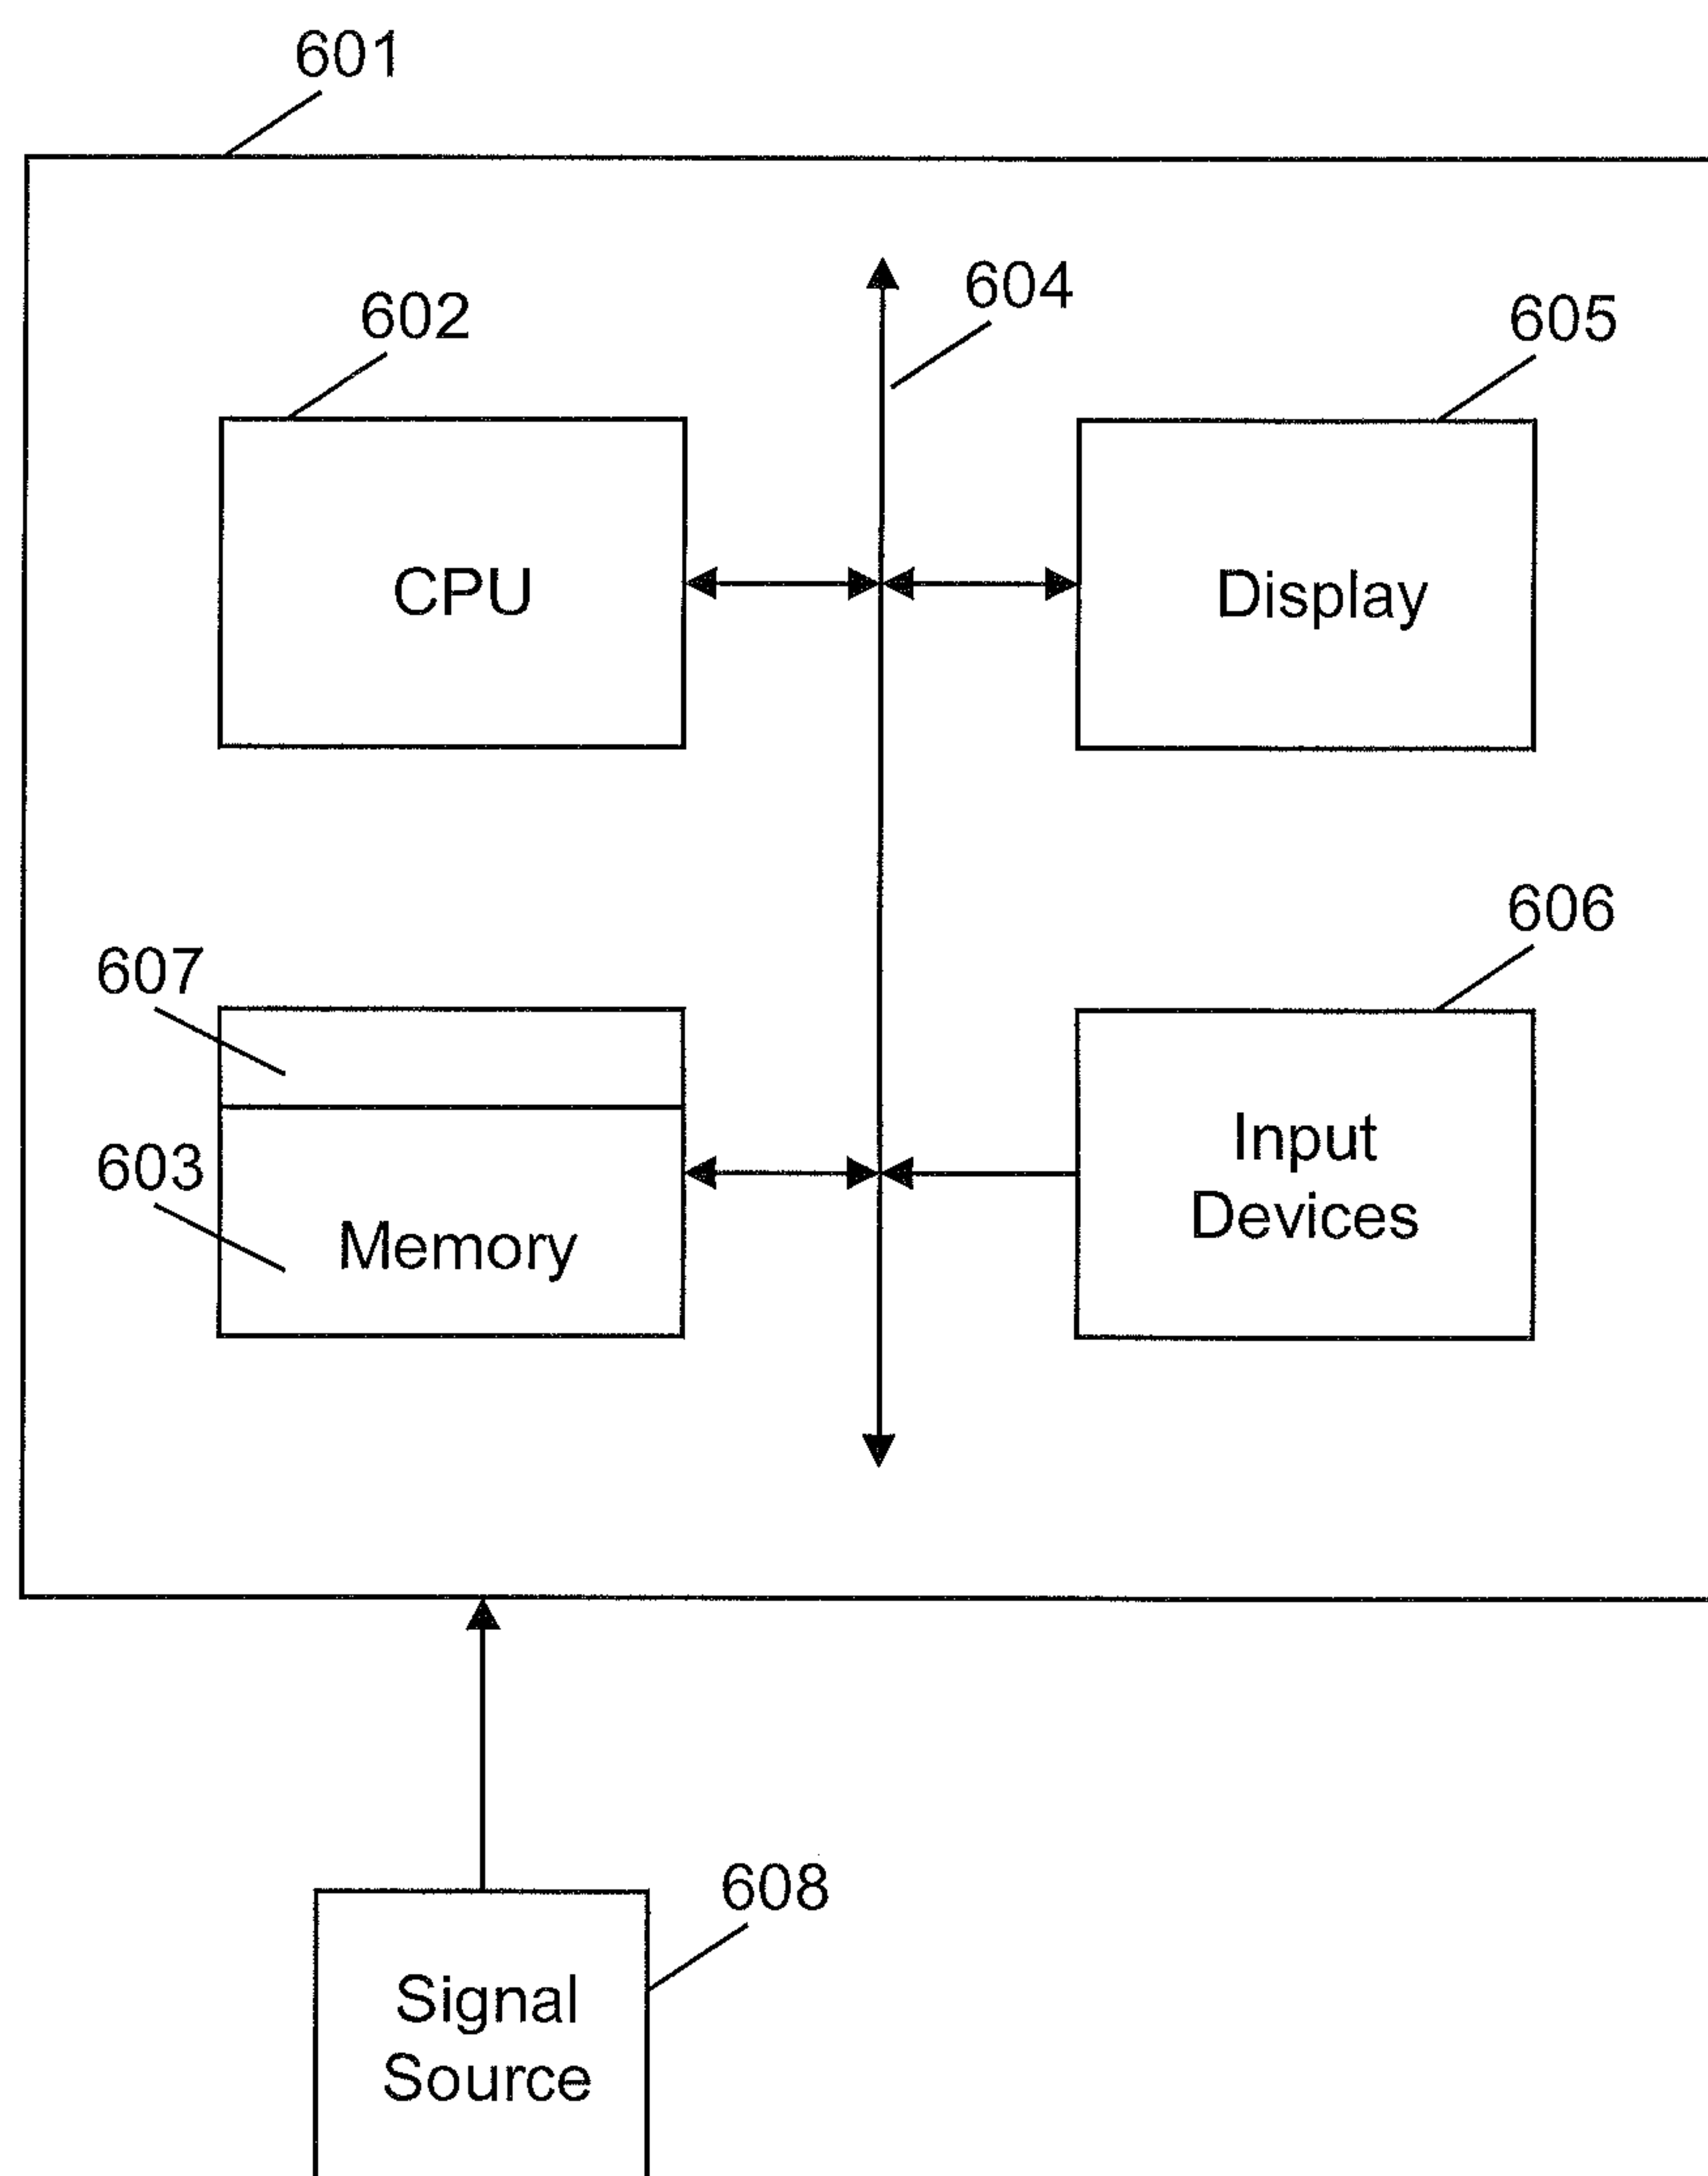 601
604
602
605
CPU
Display
606
607
603
Input
Devices
Memory
608
Signal
Source